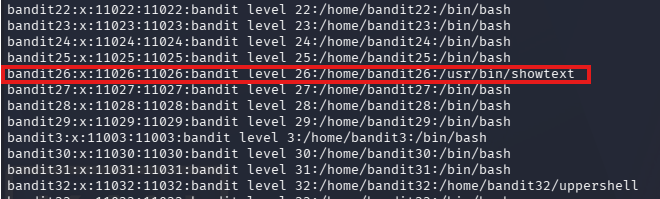 bandit22:x:11022:11022:bandit level 22:/home/bandit22:/bin/bash
bandit23:x:11023:11023:bandit level 23:/home/bandit23:/bin/bash
bandit24:x:11024:11024:bandit level 24:/home/bandit24:/bin/bash
bandit25:x:11025:11025:bandit level 25:/home/bandit25:/bin/bash
bandit26:x:11026:11026:bandit level 26:/home/bandit26:/usr/bin/showtext
bandit27:x:11027:11027:bandit level 27:/home/bandit27:/bin/bash
bandit28:x:11028:11028:bandit level 28:/home/bandit28:/bin/bash
bandit29:x:11029:11029:bandit level 29:/home/bandit29:/bin/bash
bandit3:x:11003:11003:bandit level 3:/home/bandit3:/bin/bash
bandit30:x:11030:11030:bandit level 30:/home/bandit30:/bin/bash
bandit31:x:11031:11031:bandit level 31:/home/bandit31:/bin/bash
bandit32:x:11032:11032:bandit level 32:/home/bandit32/uppershell